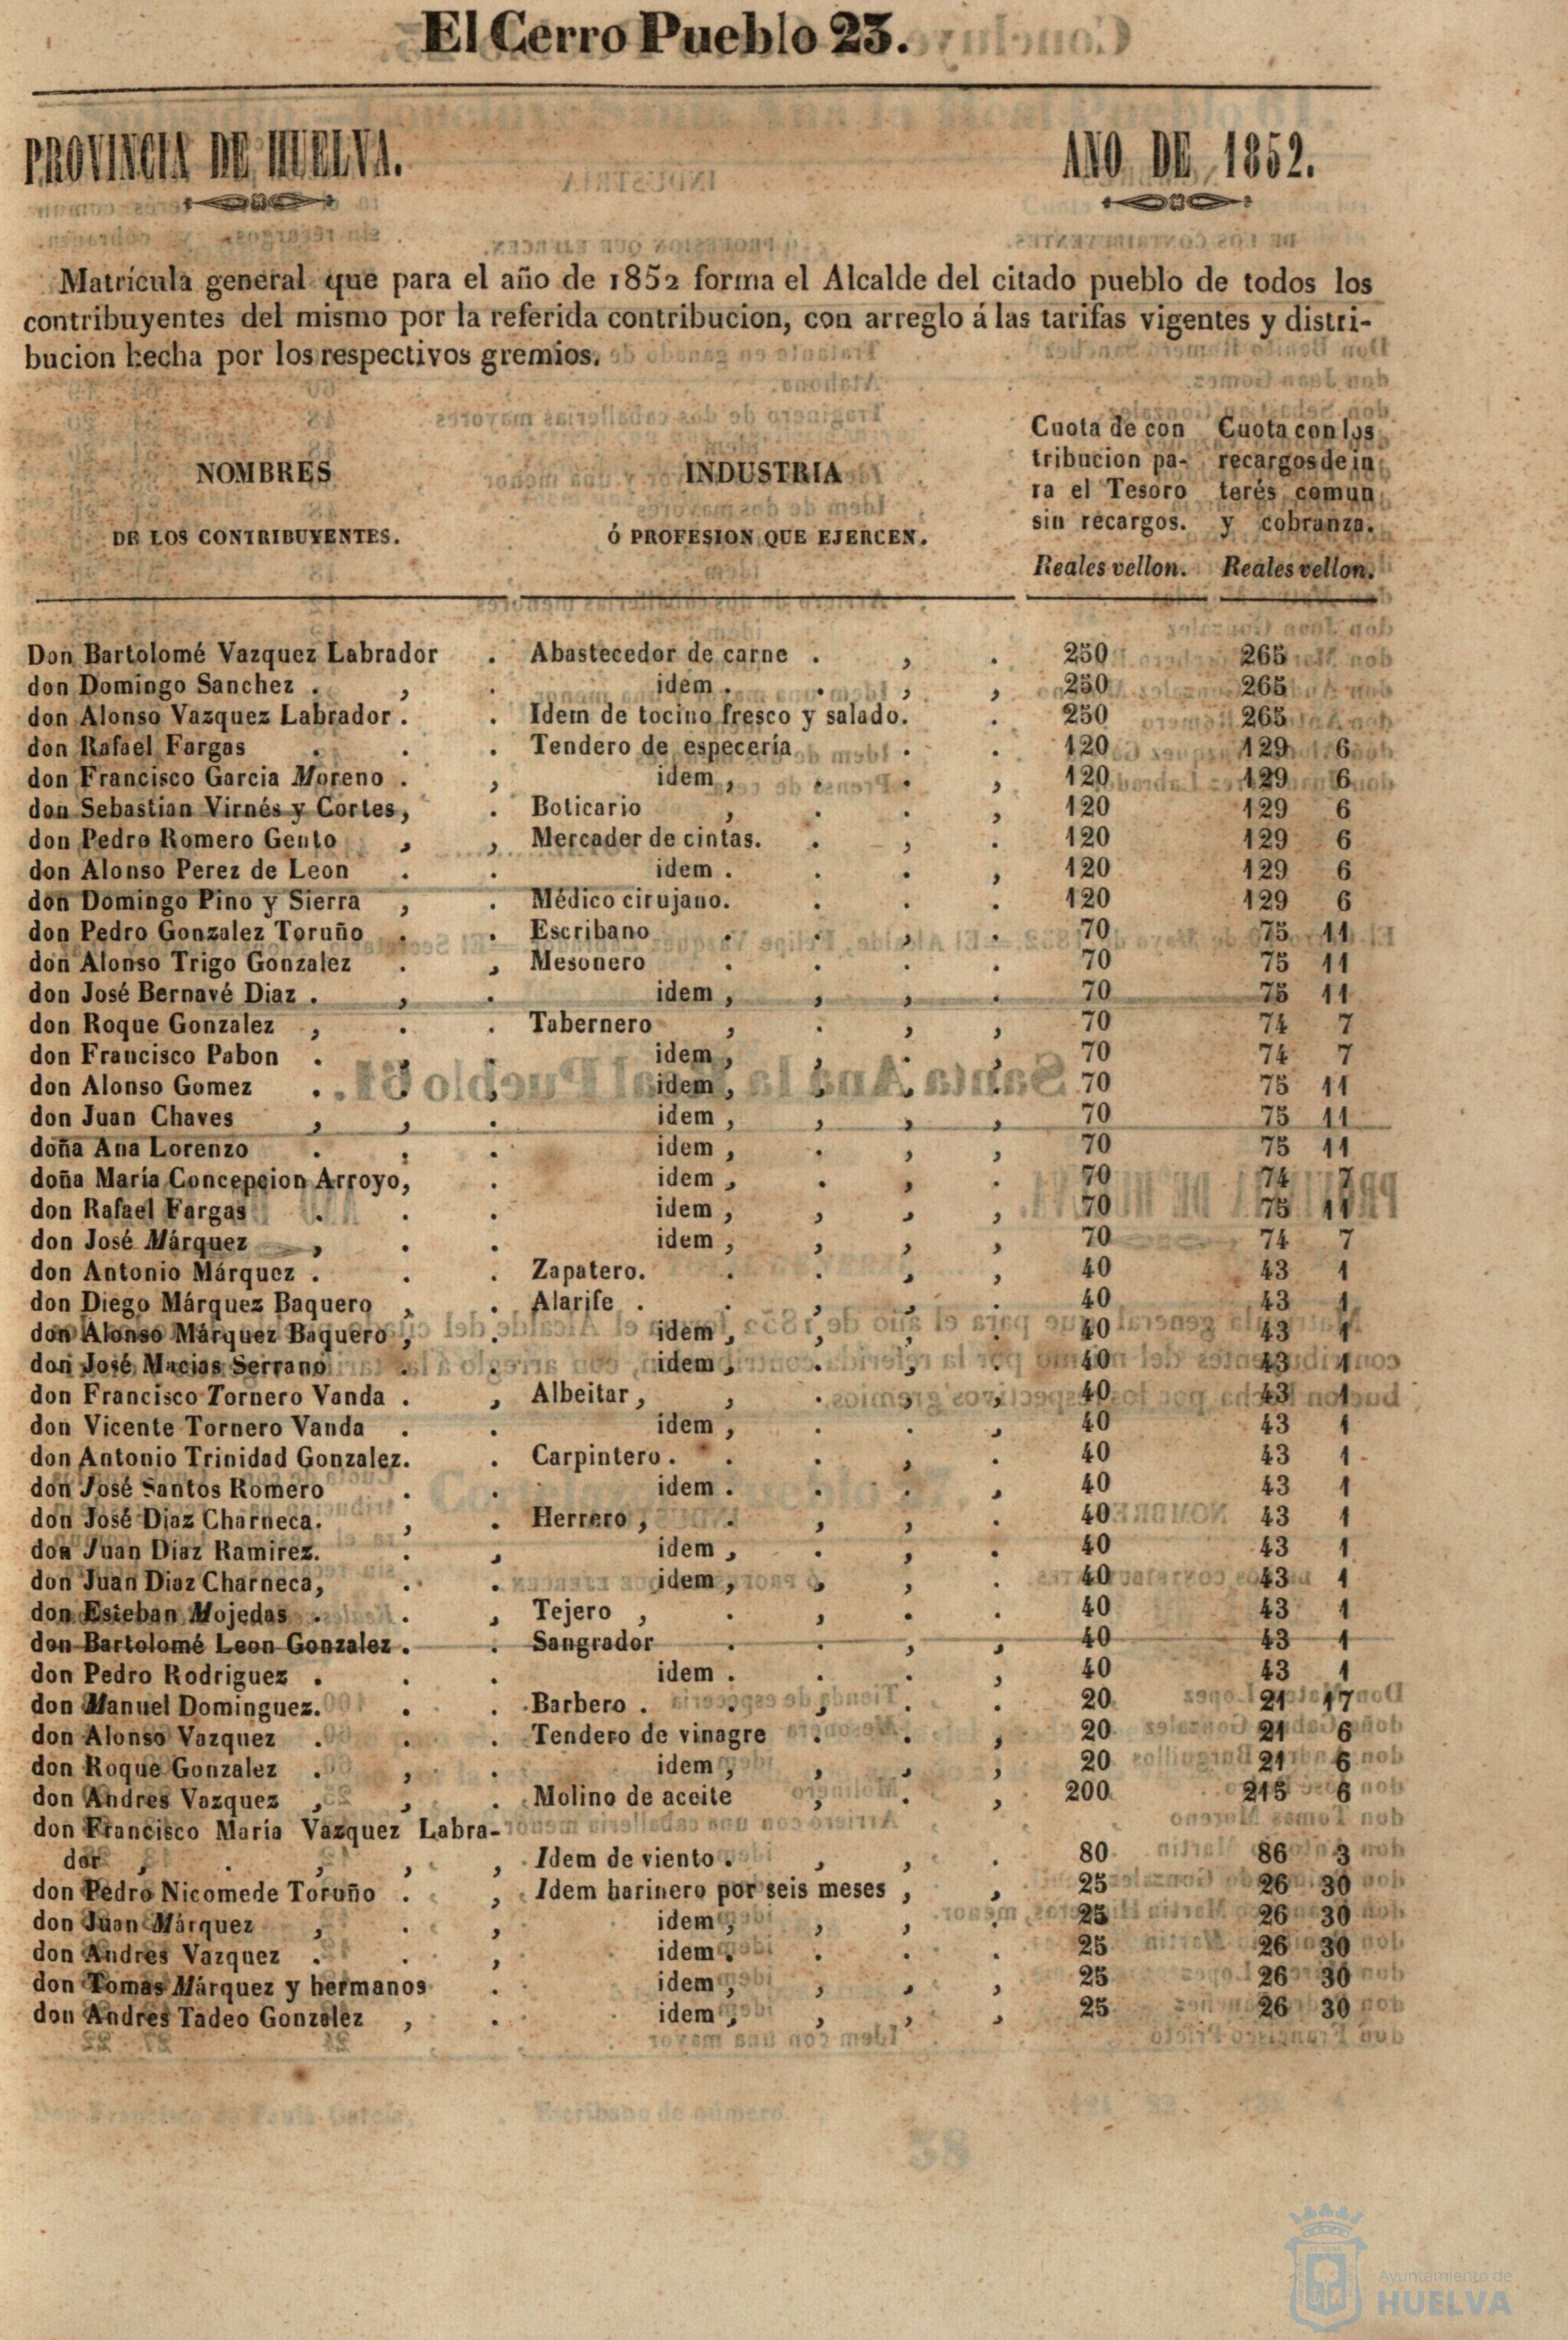 El Cerro Pueblo 23.
PROVINCIA DE HUELVA. AÑO DE 1852.
Matrícula general que para el año de 1852 forma el Alcalde del citado pueblo de todos los
contribuyentes del mismo por la referida contribucion, con arreglo á las tarifas vigentes y distri-
bucion hecha por los respectivos gremios.
NOMBRES
DE LOS CONTRIBUYENTES.
INDUSTRIA
Ó PROFESION QUE EJERCEN.
Cuota de con
tribucion pa-
ra el Tesoro
sin recargos.
Reales vellon.
Cuota con los
recargos de in
terés comun
y cobranza.
Reales vellon.
Don Bartolomé Vazquez Labrador . Abastecedor de carne . , . 250 265
don Domingo Sanchez . , . idem . . , , 250 265
don Alonso Vazquez Labrador . . Idem de tocino fresco y salado. . 250 265
don Rafael Fargas . . . Tendero de especería . . 120 129 6
don Francisco Garcia Moreno . , idem , . . , 120 129 6
don Sebastian Virnés y Cortes, . Boticario , . . , 120 129 6
don Pedro Romero Gento , , Mercader de cintas. . , . 120 129 6
don Alonso Perez de Leon . . idem . . . , 120 129 6
don Domingo Pino y Sierra , . Médico cirujano. . . . 120 129 6
don Pedro Gonzalez Toruño . . Escribano . . , . 70 75 11
don Alonso Trigo Gonzalez . , Mesonero . . . . 70 75 11
don José Bernavé Diaz . , . idem , , , . 70 75 11
don Roque Gonzalez , . . Tabernero , . , , 70 74 7
don Francisco Pabon . , . idem , , . , 70 74 7
don Alonso Gomez . . , idem , , , . 70 75 11
don Juan Chaves , , . idem , , , , 70 75 11
doña Ana Lorenzo . . . idem , . , , 70 75 11
doña María Concepcion Arroyo, . idem , . , . 70 74 7
don Rafael Fargas . . . idem , , , , 70 75 11
don José Márquez , . . idem , , , , 70 74 7
don Antonio Márquez . . . Zapatero. . . , , 40 43 1
don Diego Márquez Baquero , . Alarife . . , , . 40 43 1
don Alonso Márquez Baquero , . idem , , , . 40 43 1
don José Macias Serrano . . idem , . , . 40 43 1
don Francisco Tornero Vanda . , Albeitar , , . , , 40 43 1
don Vicente Tornero Vanda . . idem , . . , 40 43 1
don Antonio Trinidad Gonzalez. . Carpintero . . . , . 40 43 1
don José Santos Romero . . idem . . . , 40 43 1
don José Diaz Charneca. , . Herrero , . , , . 40 43 1
don Juan Diaz Ramirez. . , idem , . , . 40 43 1
don Juan Diaz Charneca, . . idem , , , . 40 43 1
don Esteban Mojedas . . , Tejero , . , . . 40 43 1
don Bartolomé Leon Gonzalez . . Sangrador . . , , 40 43 1
don Pedro Rodriguez . . . idem . . . , 40 43 1
don Manuel Dominguez. . . Barbero . . , . . 20 21 17
don Alonso Vazquez . . . Tendero de vinagre . . , 20 21 6
don Roque Gonzalez . , . idem , , , , 20 21 6
don Andres Vazquez , , . Molino de aceite , . , 200 215 6
don Francisco María Vazquez Labra-
dor , . , , , Idem de viento . , , . 80 86 3
don Pedro Nicomede Toruño . , Idem harinero por seis meses , , 25 26 30
don Juan Márquez , . , idem , , , . 25 26 30
don Andres Vazquez . . , idem . . . . 25 26 30
don Tomas Márquez y hermanos . idem , , , , 25 26 30
don Andres Tadeo Gonzalez , . idem , , , , 25 26 30
Ayuntamiento de
HUELVA